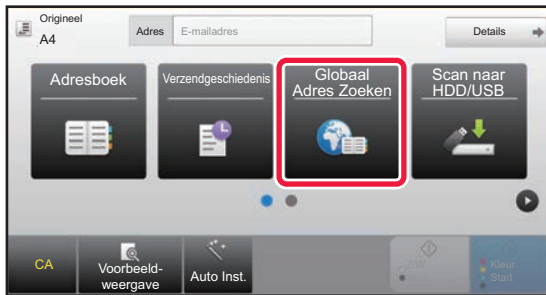 Origineel
A4
Adres
E-mailadres
Details
Adresboek
Verzendgeschiedenis
Globaal
Adres Zoeken
Scan naar
HDD/USB
CA
Voorbeeld-
weergave
Auto Inst.
Z/W
Start
Kleur
Start